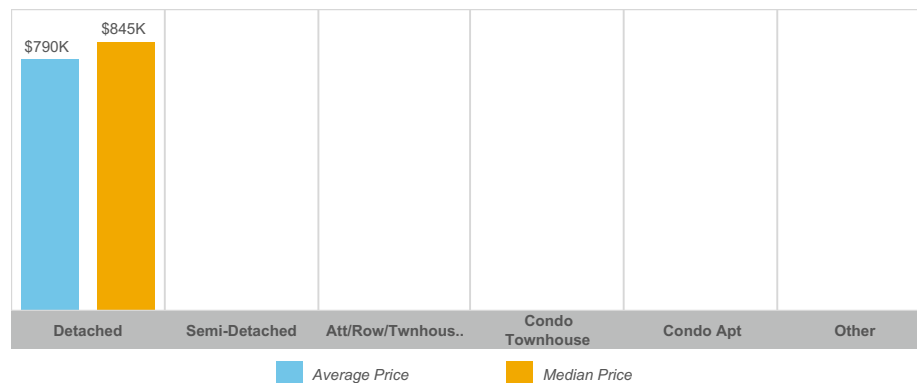 $790K
$845K
Detached
Semi-Detached
Att/Row/Twnhous..
Condo
Townhouse
Condo Apt
Other
Average Price
Median Price